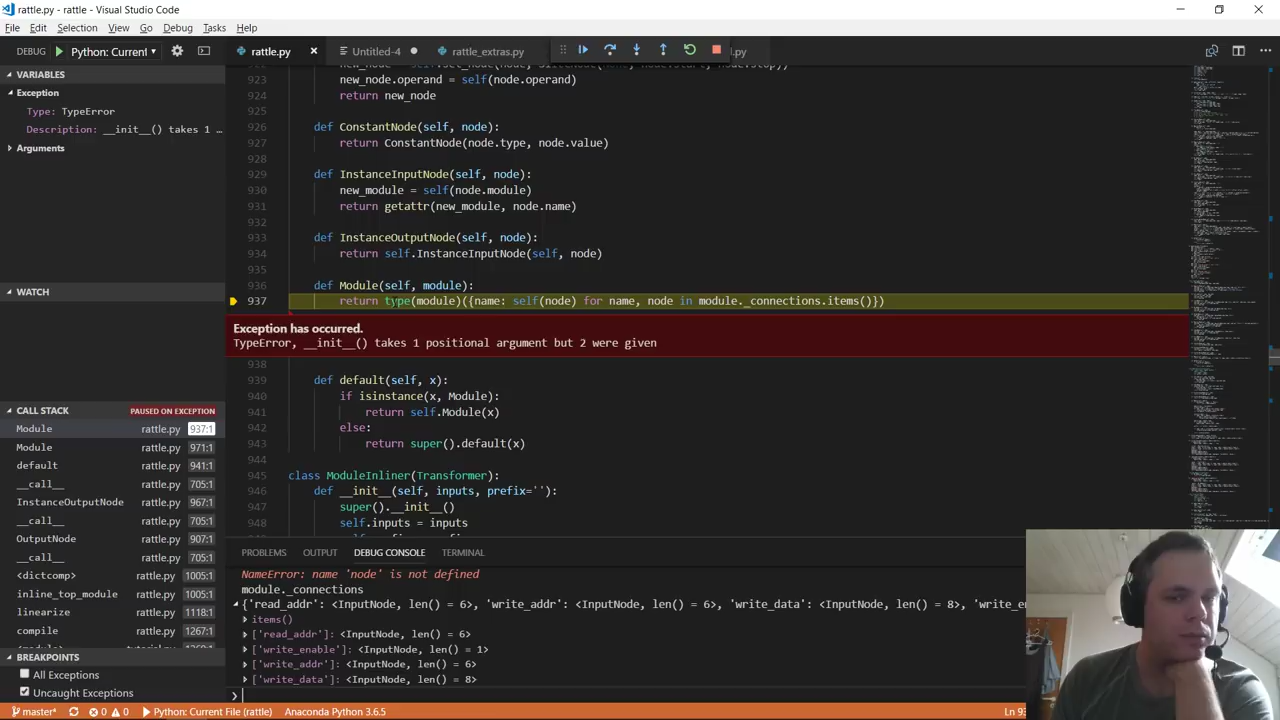 rattle.py - rattle - Visual Studio Code
File Edit Selection View Go Debug Tasks Help
DEBUG Python: Current
rattle.py Untitled-4 rattle_extras.py .py
VARIABLES
Exception
Type: TypeError
Description: __init__() takes 1 …
Arguments
WATCH
CALL STACK PAUSED ON EXCEPTION
Module rattle.py 937:1
Module rattle.py 971:1
default rattle.py 941:1
__call__ rattle.py 705:1
InstanceOutputNode rattle.py 967:1
__call__ rattle.py 705:1
OutputNode rattle.py 907:1
__call__ rattle.py 705:1
<dictcomp> rattle.py 1005:1
inline_top_module rattle.py 1005:1
linearize rattle.py 1118:1
compile rattle.py 1267:1
BREAKPOINTS
All Exceptions
Uncaught Exceptions
923 new_node.operand = self(node.operand)
924 return new_node
925
926 def ConstantNode(self, node):
927 return ConstantNode(node.type, node.value)
928
929 def InstanceInputNode(self, node):
930 new_module = self(node.module)
931 return getattr(new_module, node.name)
932
933 def InstanceOutputNode(self, node):
934 return self.InstanceInputNode(self, node)
935
936 def Module(self, module):
937 return type(module)({name: self(node) for name, node in module._connections.items()})
Exception has occurred.
TypeError, __init__() takes 1 positional argument but 2 were given
938
939 def default(self, x):
940 if isinstance(x, Module):
941 return self.Module(x)
942 else:
943 return super().default(x)
944
945 class ModuleInliner(Transformer)
946 def __init__(self, inputs, prefix=''):
947 super().__init__()
948 self.inputs = inputs
PROBLEMS OUTPUT DEBUG CONSOLE TERMINAL
NameError: name 'node' is not defined
module._connections
{'read_addr': <InputNode, len() = 6>, 'write_addr': <InputNode, len() = 6>, 'write_data': <InputNode, len() = 8>, 'write_en
items()
['read_addr']: <InputNode, len() = 6>
['write_enable']: <InputNode, len() = 1>
['write_addr']: <InputNode, len() = 6>
['write_data']: <InputNode, len() = 8>
master* 0 0 Python: Current File (rattle) Anaconda Python 3.6.5 Ln 93